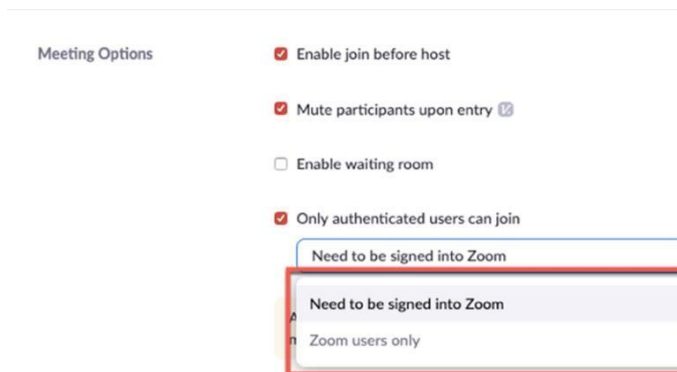 Meeting Options
Enable join before host
Mute participants upon entry
Enable waiting room
Only authenticated users can join
Need to be signed into Zoom
Need to be signed into Zoom
Zoom users only